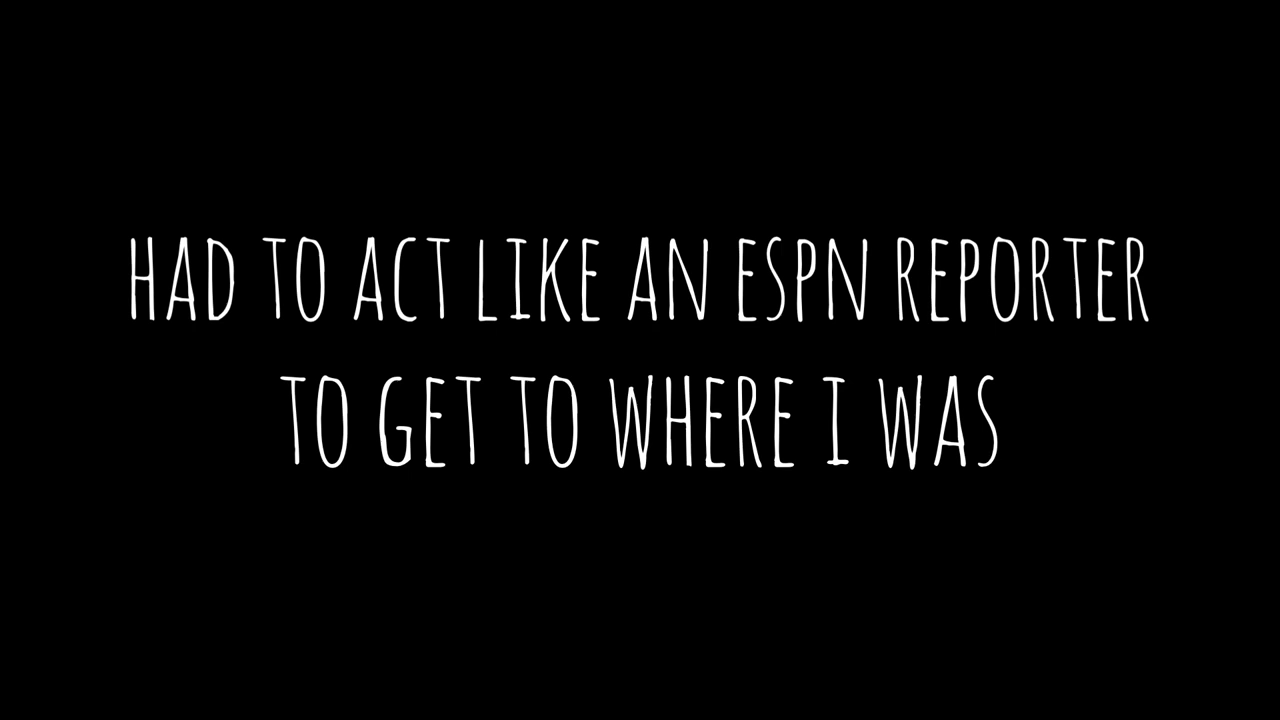 HAD TO ACT LIKE AN ESPN REPORTER
TO GET TO WHERE I WAS